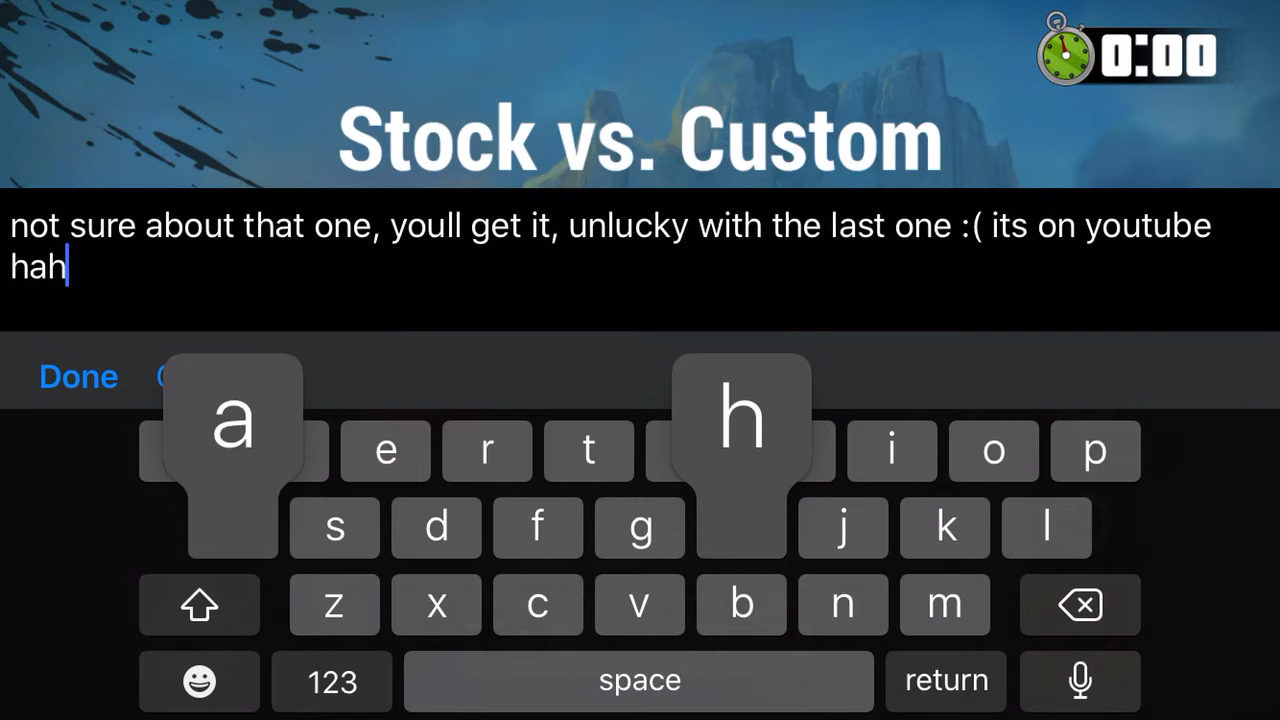 0:00
Stock vs. Custom
not sure about that one, youll get it, unlucky with the last one :( its on youtube
hah
Done
a h
e r t i o p
s d f g j k l
z x c v b n m
123 space return